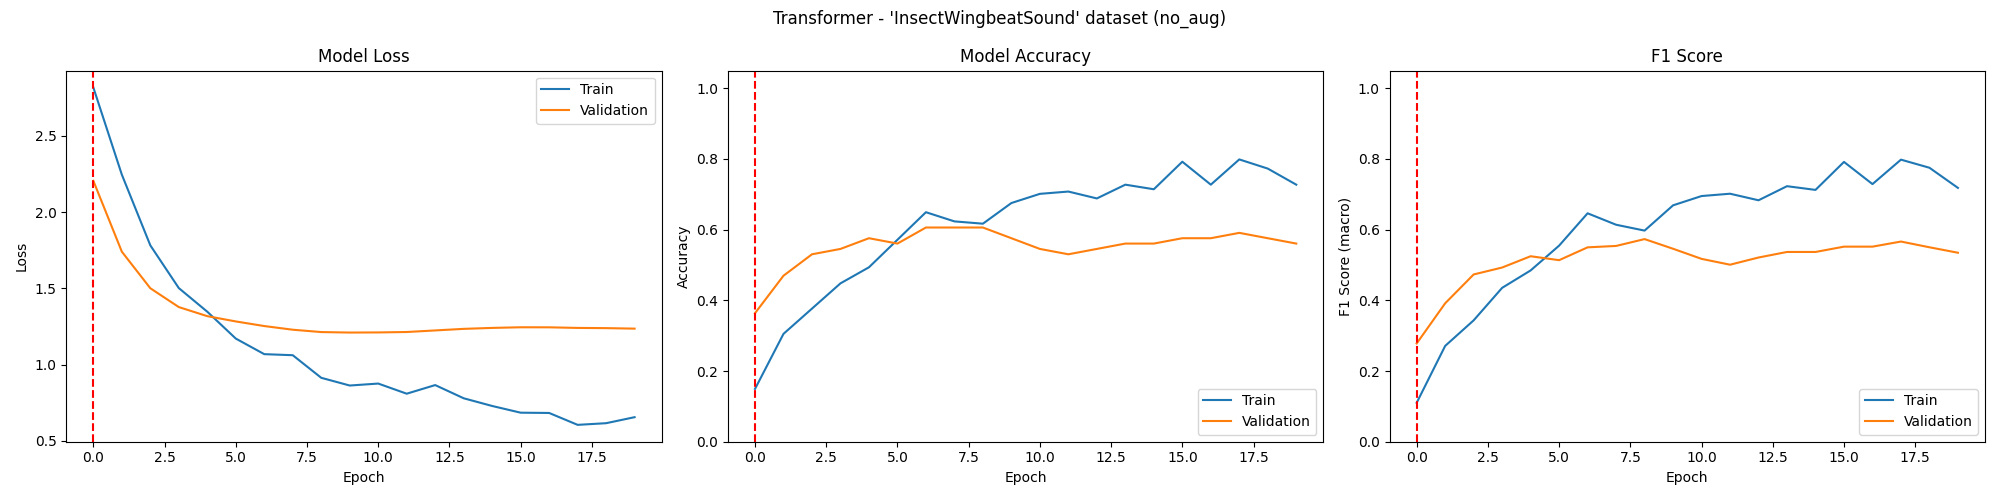 Transformer - 'InsectWingbeatSound' dataset (no_aug)
Model Loss
Train
Validation
2.5
2.0
1.5
1.0
0.5
Loss
0.0 2.5 5.0 7.5 10.0 12.5 15.0 17.5
Epoch
Model Accuracy
1.0
0.8
0.6
0.4
0.2
0.0
Accuracy
Train
Validation
0.0 2.5 5.0 7.5 10.0 12.5 15.0 17.5
Epoch
F1 Score
1.0
0.8
0.6
0.4
0.2
0.0
F1 Score (macro)
Train
Validation
0.0 2.5 5.0 7.5 10.0 12.5 15.0 17.5
Epoch